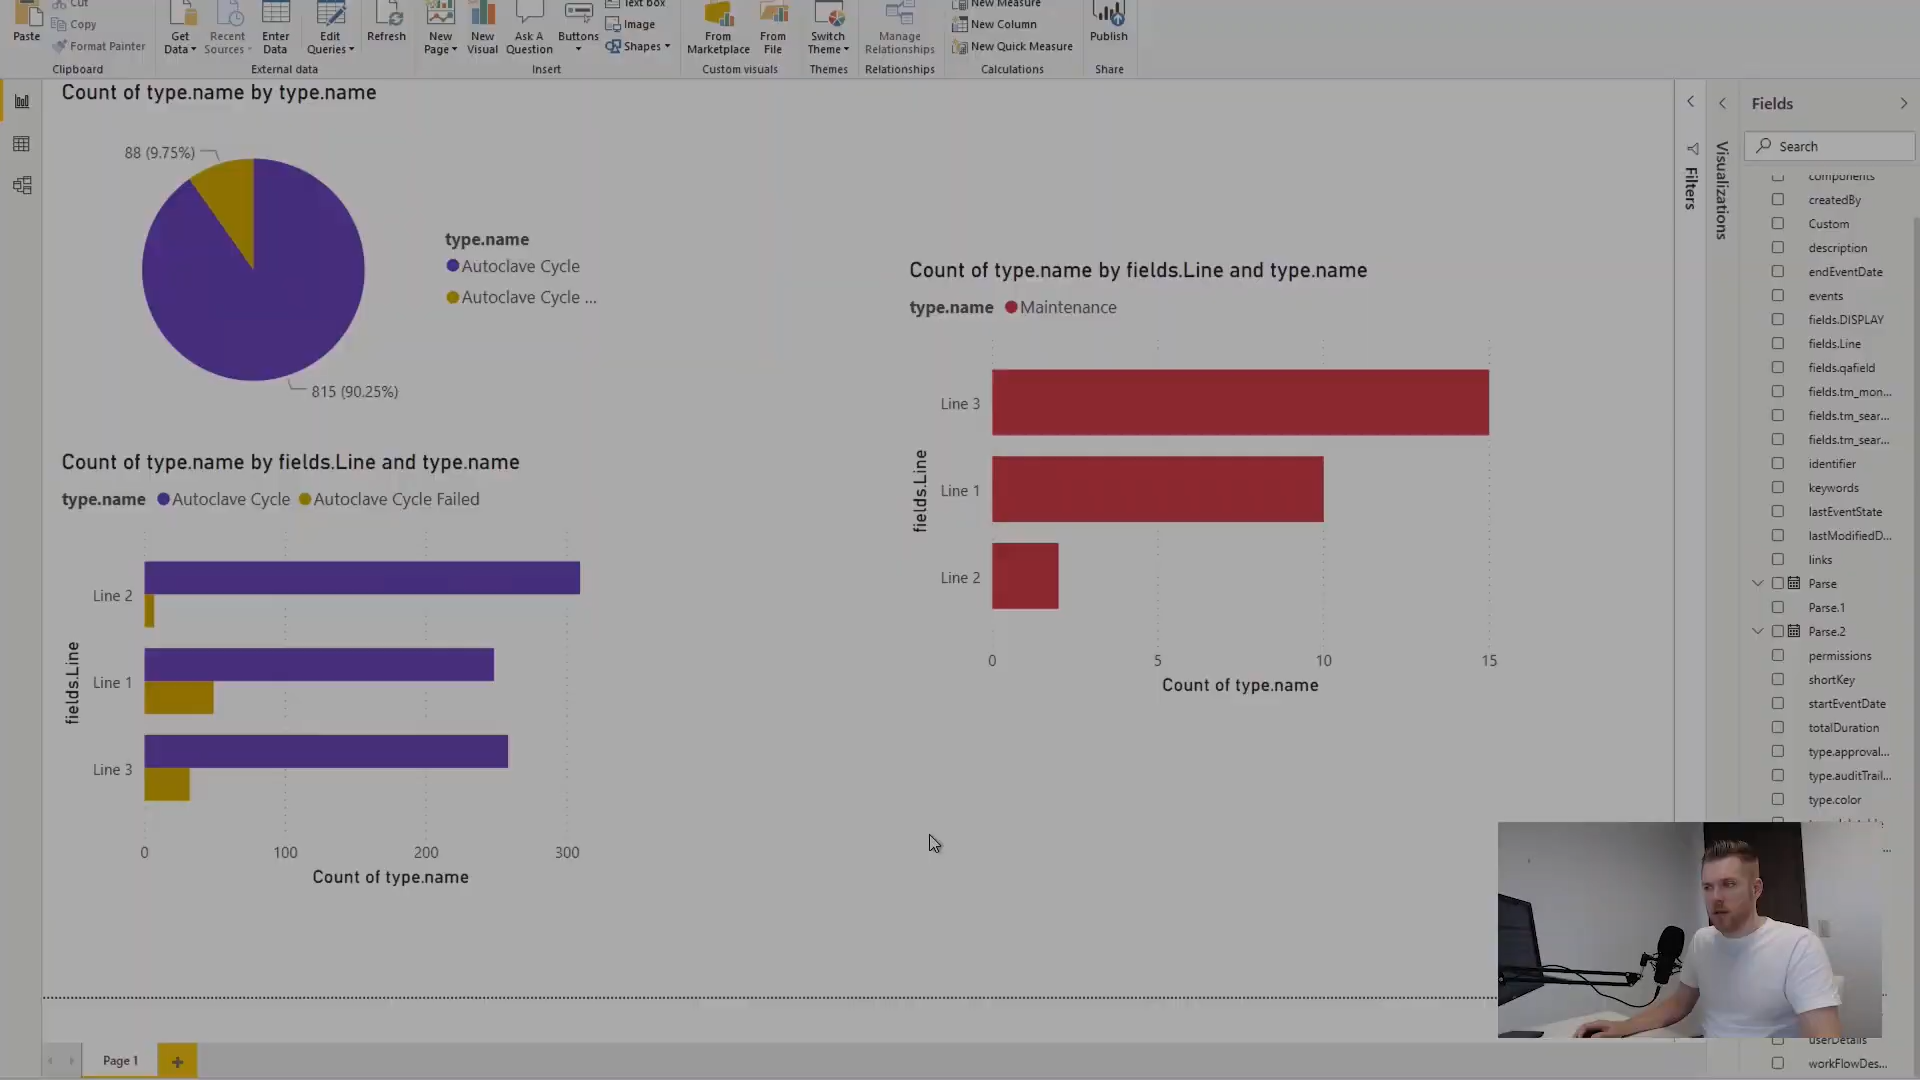 Cut
Copy
Paste
Format Painter
Clipboard
Get
Data
Recent
Sources
Enter
Data
Edit
Queries
Refresh
External data
New
Page
New
Visual
Ask A
Question
Buttons
Text box
Image
Shapes
Insert
From
Marketplace
From
File
Custom visuals
Switch
Theme
Themes
Manage
Relationships
Relationships
New Measure
New Column
New Quick Measure
Calculations
Publish
Share
Count of type.name by type.name
88 (9.75%)
815 (90.25%)
type.name
Autoclave Cycle
Autoclave Cycle ...
Count of type.name by fields.Line and type.name
type.name Autoclave Cycle Autoclave Cycle Failed
fields.Line
Line 2
Line 1
Line 3
0 100 200 300
Count of type.name
Count of type.name by fields.Line and type.name
type.name Maintenance
fields.Line
Line 3
Line 1
Line 2
0 5 10 15
Count of type.name
Filters
Visualizations
Fields
Search
components
createdBy
Custom
description
endEventDate
events
fields.DISPLAY
fields.Line
fields.qafield
fields.trn_mon...
fields.trn_sear...
fields.trn_sear...
identifier
keywords
lastEventState
lastModifiedD...
links
Parse
Parse.1
Parse.2
permissions
shortKey
startEventDate
totalDuration
type.approval...
type.auditTrail...
type.color
userDetails
workFlowDes...
Page 1